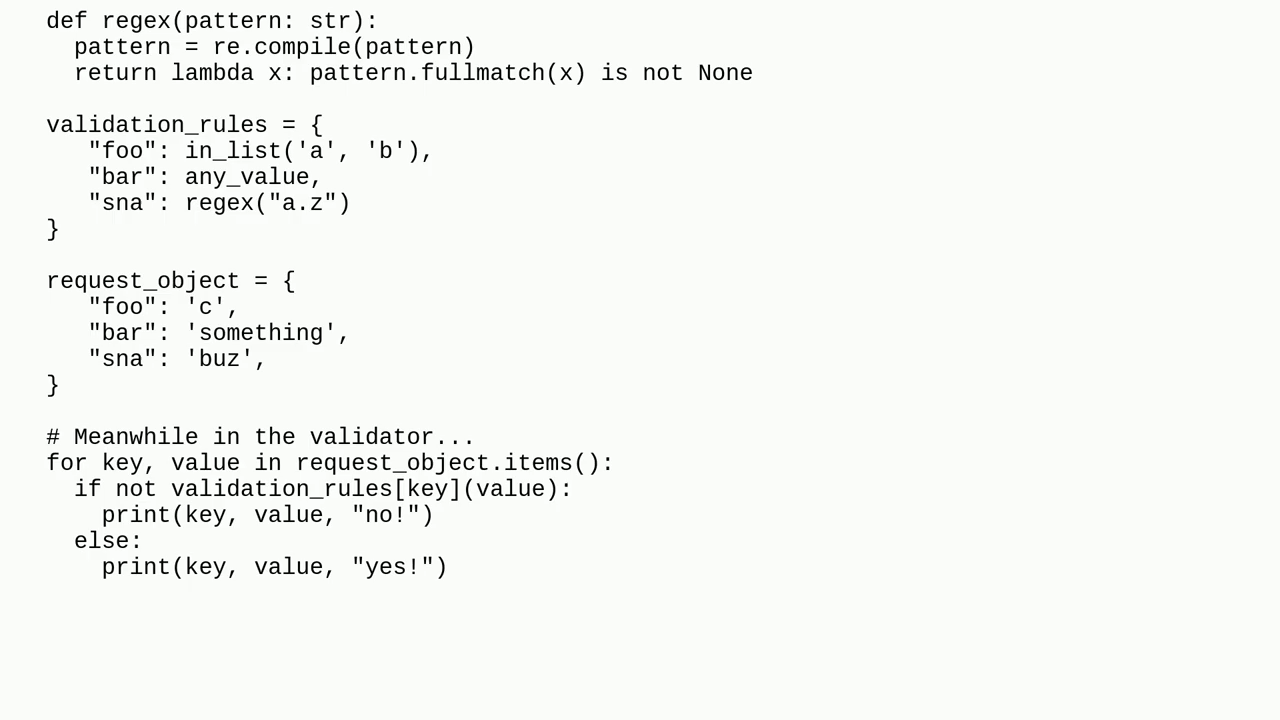 def regex(pattern: str):
  pattern = re.compile(pattern)
  return lambda x: pattern.fullmatch(x) is not None

validation_rules = {
   "foo": in_list('a', 'b'),
   "bar": any_value,
   "sna": regex("a.z")
}

request_object = {
   "foo": 'c',
   "bar": 'something',
   "sna": 'buz',
}

# Meanwhile in the validator...
for key, value in request_object.items():
  if not validation_rules[key](value):
    print(key, value, "no!")
  else:
    print(key, value, "yes!")